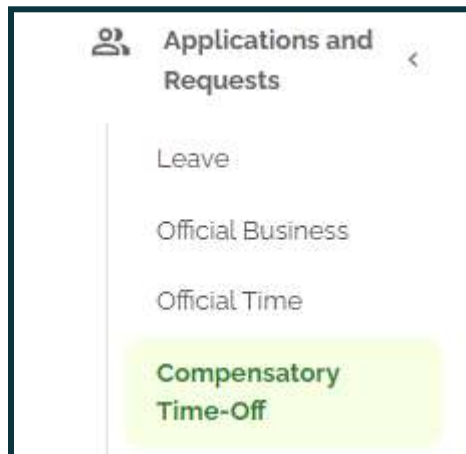 Applications and
Requests
Leave
Official Business
Official Time
Compensatory
Time-Off